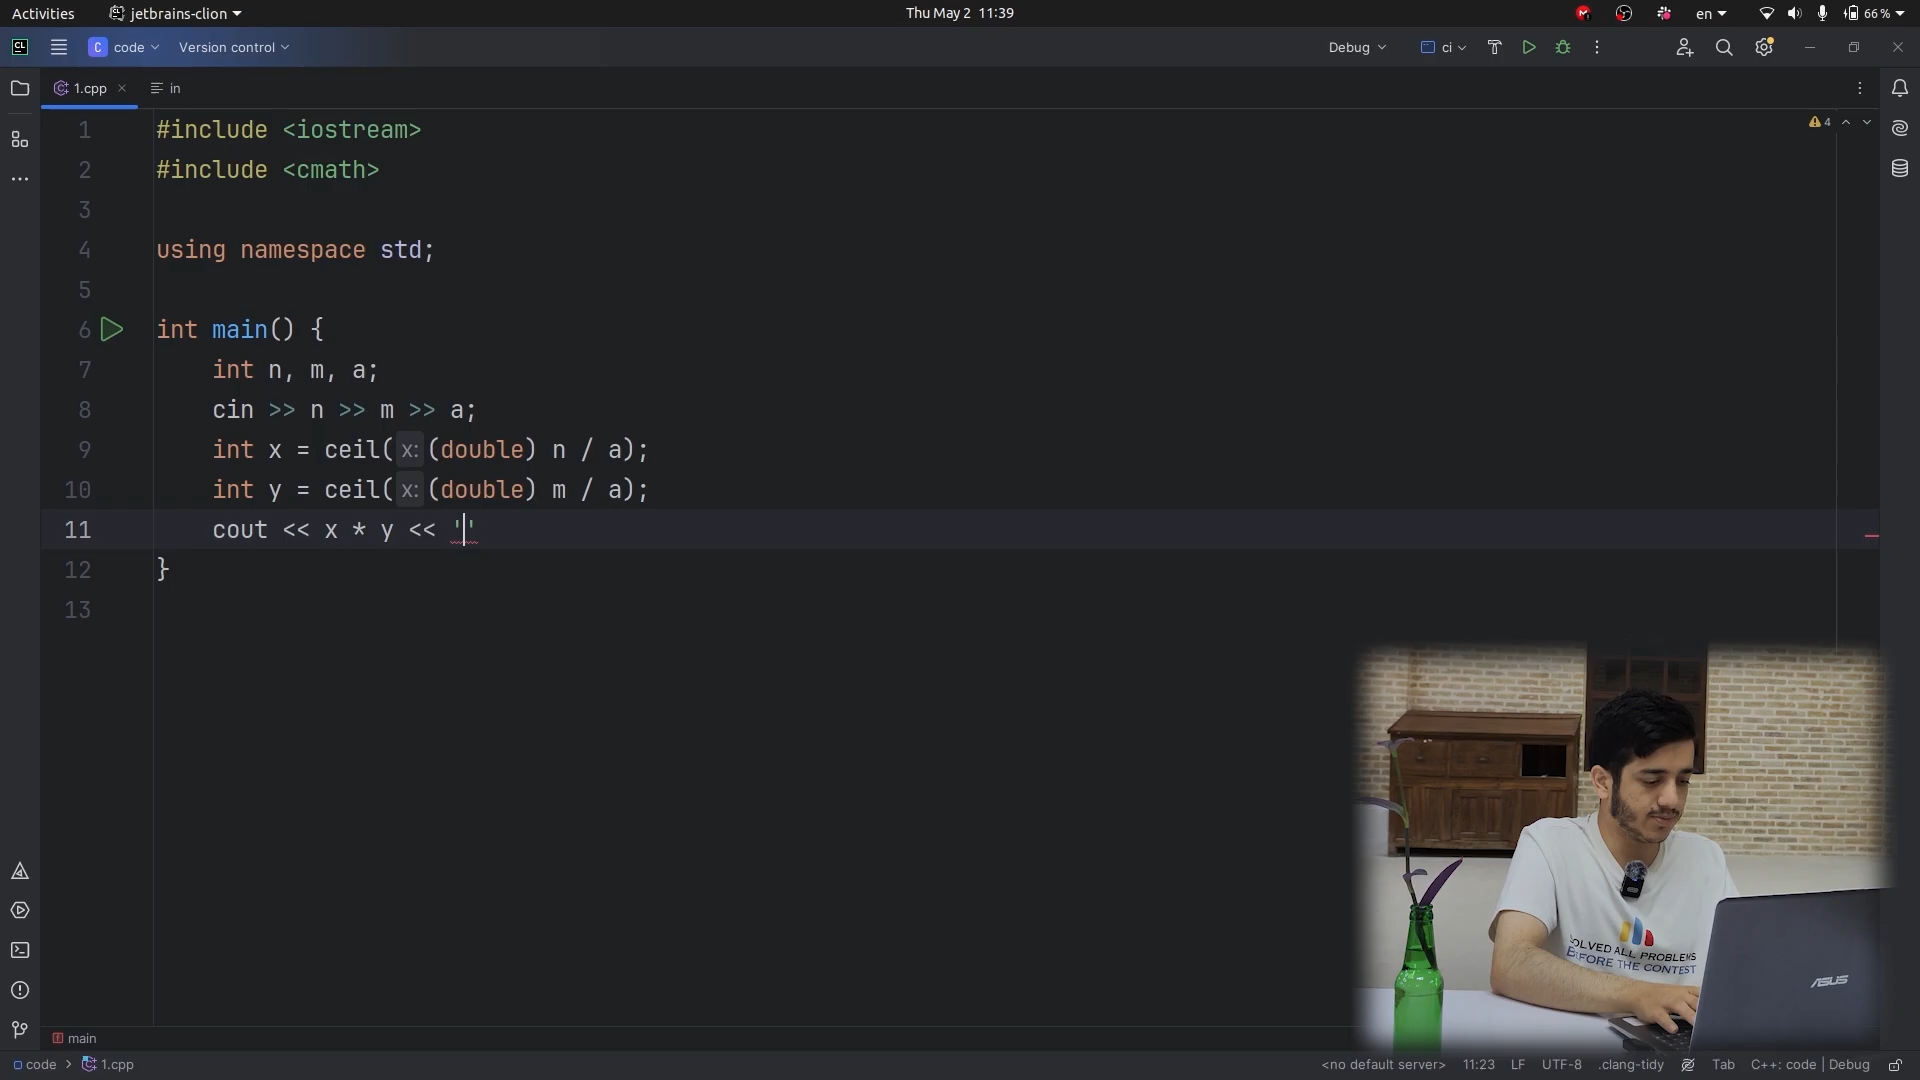 Activities jetbrains-clion Thu May 2 11:39 en 66 %
CL C code Version control Debug ci
1.cpp in
4
1 #include <iostream>
2 #include <cmath>
3
4 using namespace std;
5
6 int main() {
7 int n, m, a;
8 cin >> n >> m >> a;
9 int x = ceil( x: (double) n / a);
10 int y = ceil( x: (double) m / a);
11 cout << x * y << ''
12 }
13
SOLVED ALL PROBLEMS
BEFORE THE CONTEST
ASUS
main
code > 1.cpp <no default server> 11:23 LF UTF-8 .clang-tidy Tab C++: code | Debug